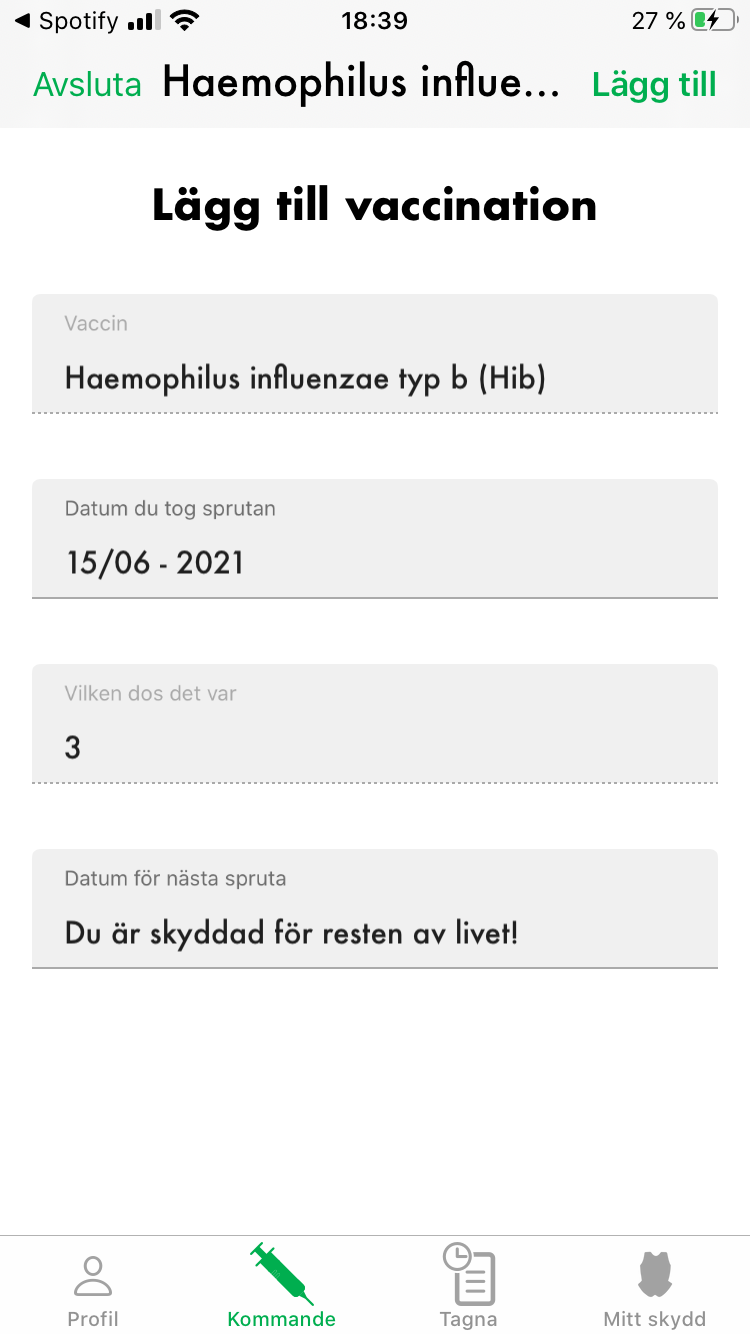 Spotify 18:39 27 %
Avsluta Haemophilus influe... Lägg till
Lägg till vaccination
Vaccin
Haemophilus influenzae typ b (Hib)
Datum du tog sprutan
15/06 - 2021
Vilken dos det var
3
Datum för nästa spruta
Du är skyddad för resten av livet!
Profil Kommande Tagna Mitt skydd